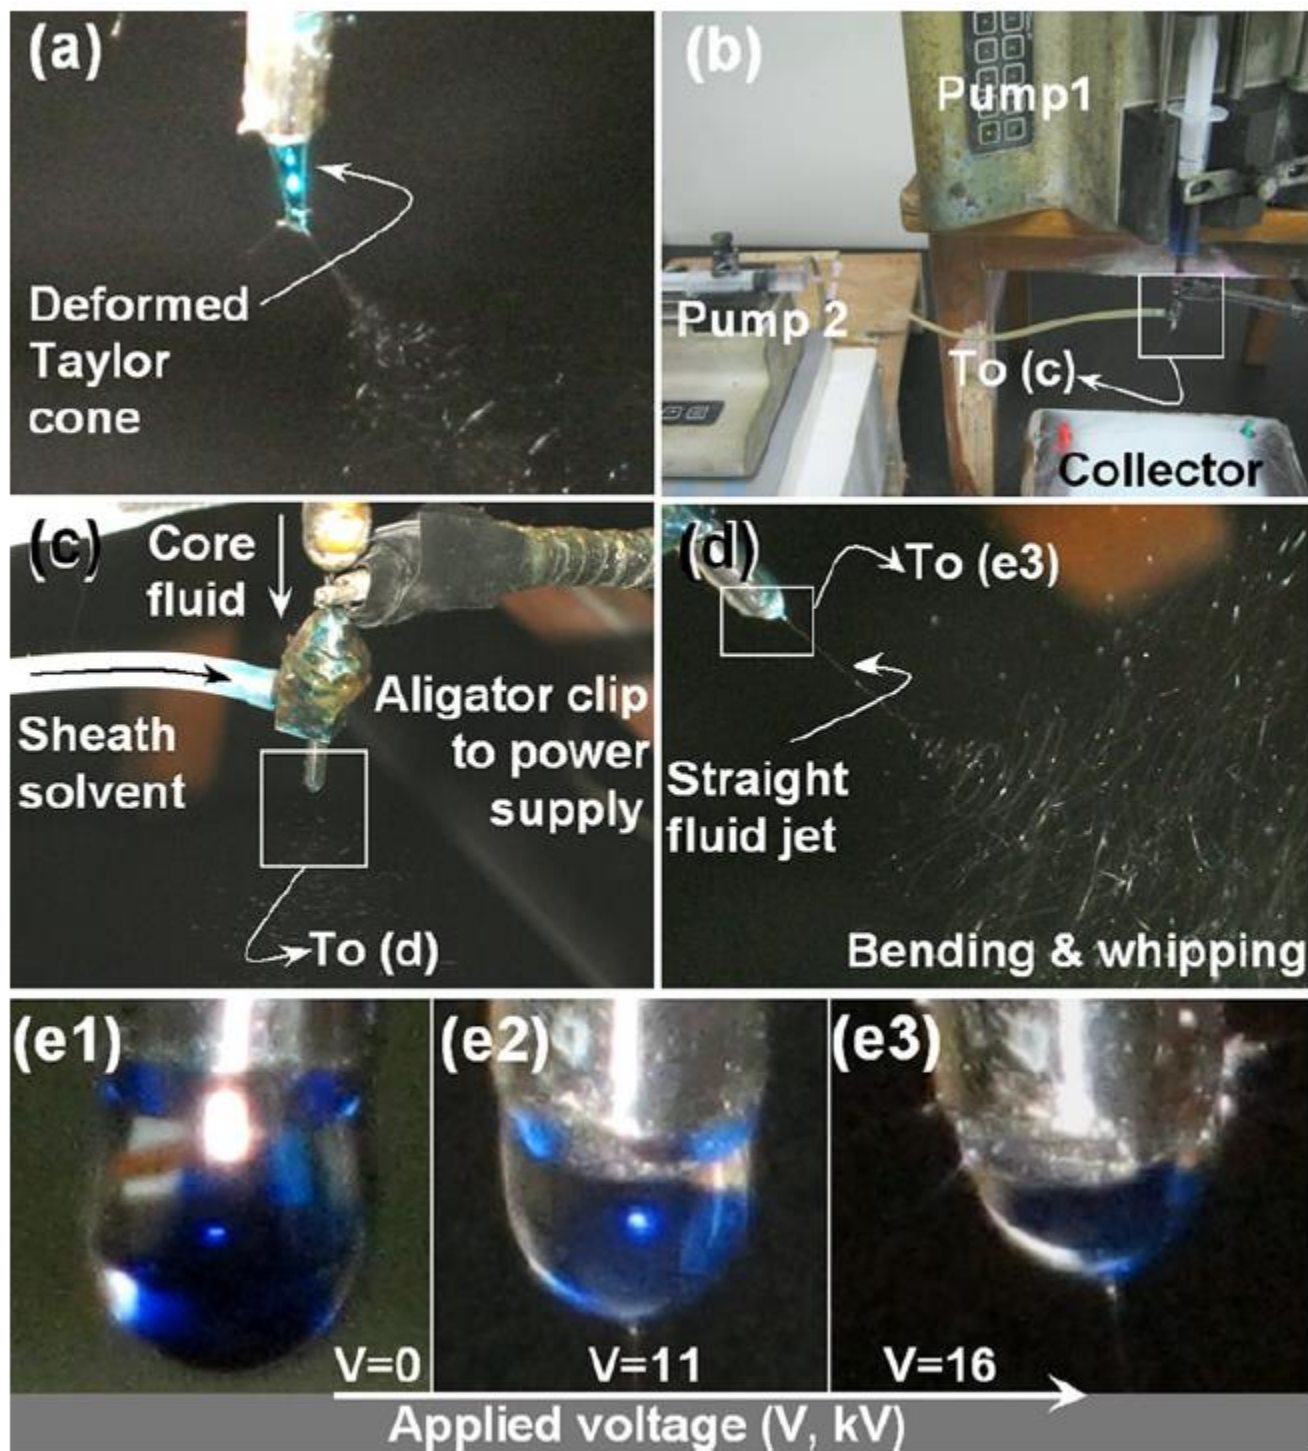 (a)
Deformed
Taylor
cone
(b)
Pump1
Pump 2
To (c)
Collector
(c)
Core
fluid
Sheath
solvent
Aligator clip
to power
supply
To (d)
(d)
To (e3)
Straight
fluid jet
Bending & whipping
(e1)
(e2)
(e3)
V=0
V=11
V=16
Applied voltage (V, kV)